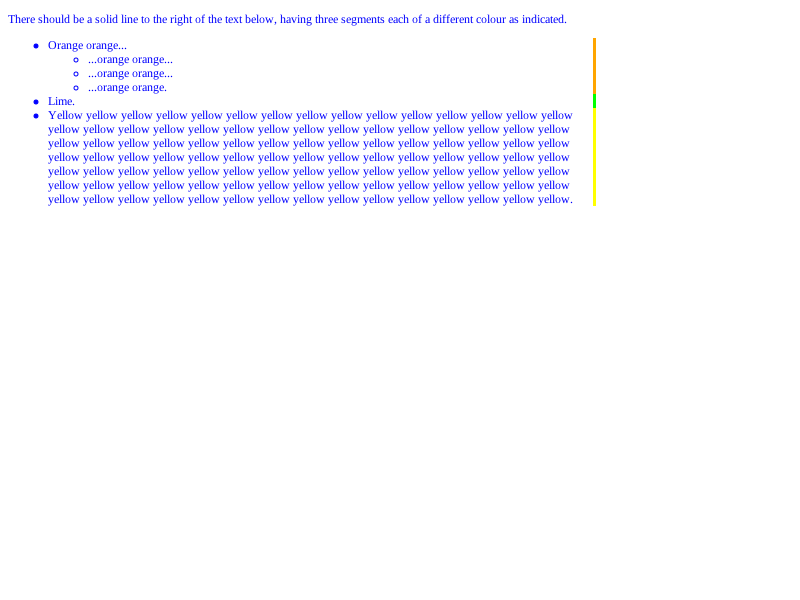 There should be a solid line to the right of the text below, having three segments each of a different colour as indicated.
Orange orange...
...orange orange...
...orange orange...
...orange orange.
Lime.
Yellow yellow yellow yellow yellow yellow yellow yellow yellow yellow yellow yellow yellow yellow yellow
yellow yellow yellow yellow yellow yellow yellow yellow yellow yellow yellow yellow yellow yellow yellow
yellow yellow yellow yellow yellow yellow yellow yellow yellow yellow yellow yellow yellow yellow yellow
yellow yellow yellow yellow yellow yellow yellow yellow yellow yellow yellow yellow yellow yellow yellow
yellow yellow yellow yellow yellow yellow yellow yellow yellow yellow yellow yellow yellow yellow yellow
yellow yellow yellow yellow yellow yellow yellow yellow yellow yellow yellow yellow yellow yellow yellow
yellow yellow yellow yellow yellow yellow yellow yellow yellow yellow yellow yellow yellow yellow yellow.